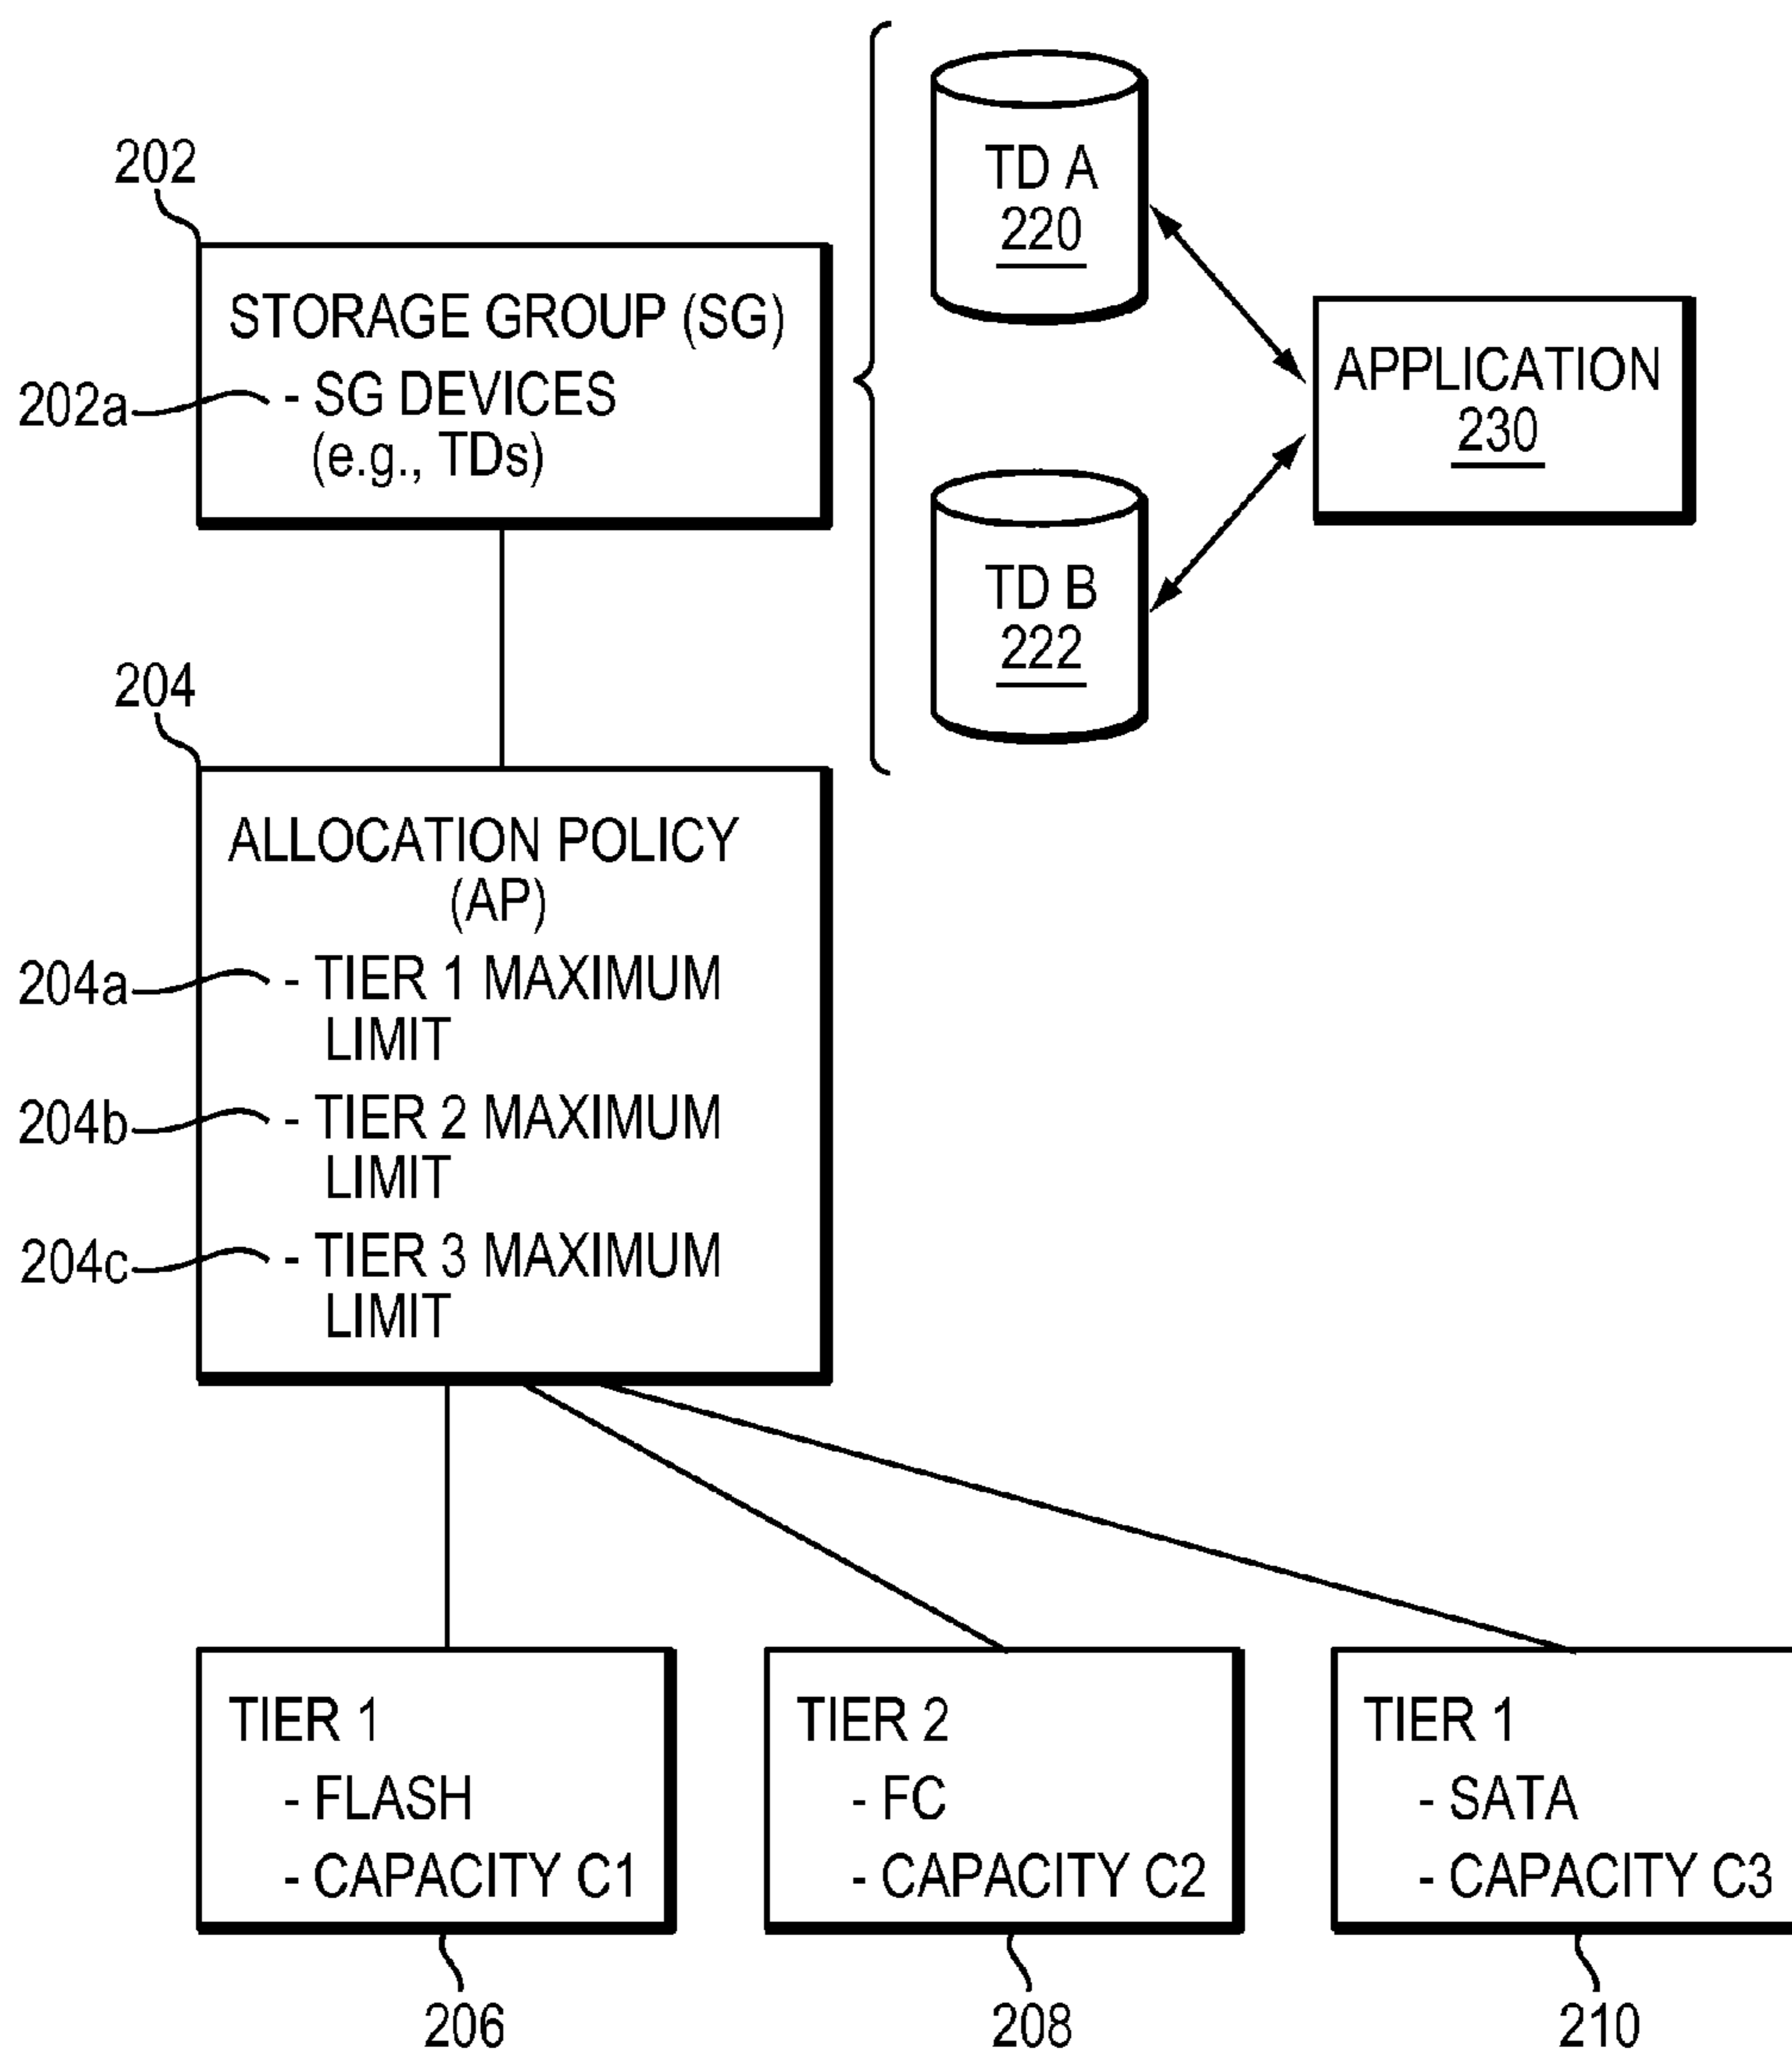 202
STORAGE GROUP (SG)
202a
- SG DEVICES
(e.g., TDs)
TD A
220
TD B
222
APPLICATION
230
204
ALLOCATION POLICY
(AP)
204a
- TIER 1 MAXIMUM
LIMIT
204b
- TIER 2 MAXIMUM
LIMIT
204c
- TIER 3 MAXIMUM
LIMIT
TIER 1
- FLASH
- CAPACITY C1
206
TIER 2
- FC
- CAPACITY C2
208
TIER 1
- SATA
- CAPACITY C3
210